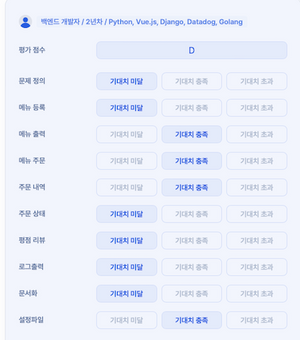 백엔드 개발자 / 2년차 / Python, Vue.js, Django, Datadog, Golang
평가 점수 D
문제 정의 기대치 미달 기대치 충족 기대치 초과
메뉴 등록 기대치 미달 기대치 충족 기대치 초과
메뉴 출력 기대치 미달 기대치 충족 기대치 초과
메뉴 주문 기대치 미달 기대치 충족 기대치 초과
주문 내역 기대치 미달 기대치 충족 기대치 초과
주문 상태 기대치 미달 기대치 충족 기대치 초과
평점 리뷰 기대치 미달 기대치 충족 기대치 초과
로그출력 기대치 미달 기대치 충족 기대치 초과
문서화 기대치 미달 기대치 충족 기대치 초과
설정파일 기대치 미달 기대치 충족 기대치 초과